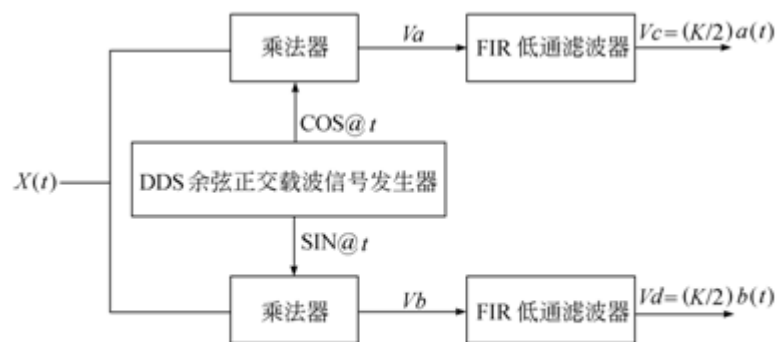 乘法器
Va
FIR 低通滤波器
Vc=(K/2)a(t)
COS@t
X(t)
DDS 余弦正交载波信号发生器
SIN@t
乘法器
Vb
FIR 低通滤波器
Vd=(K/2)b(t)